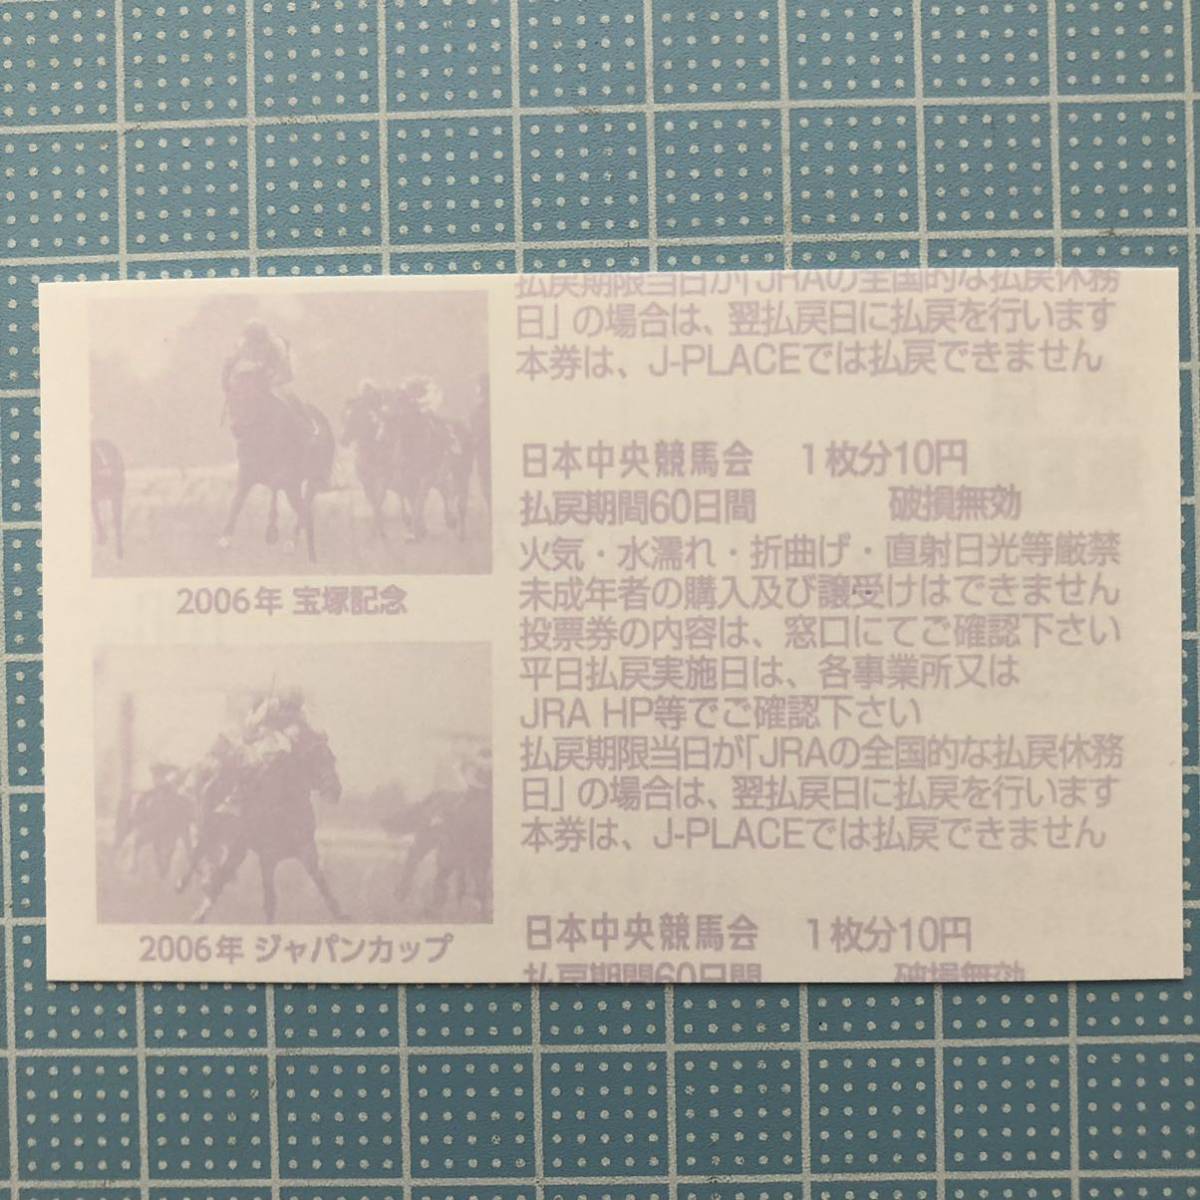 払戻期限当日が「JRAの全国的な払戻休務
日」の場合は、翌払戻日に払戻を行います
本券は、J-PLACEでは払戻できません
日本中央競馬会　1枚分10円
払戻期間60日間　破損無効
火気・水濡れ・折曲げ・直射日光等厳禁
未成年者の購入及び譲受けはできません
投票券の内容は、窓口にてご確認下さい
平日払戻実施日は、各事業所又は
JRA HP等でご確認下さい
払戻期限当日が「JRAの全国的な払戻休務
日」の場合は、翌払戻日に払戻を行います
本券は、J-PLACEでは払戻できません
日本中央競馬会　1枚分10円
払戻期間60日間　破損無効
2006年 宝塚記念
2006年 ジャパンカップ